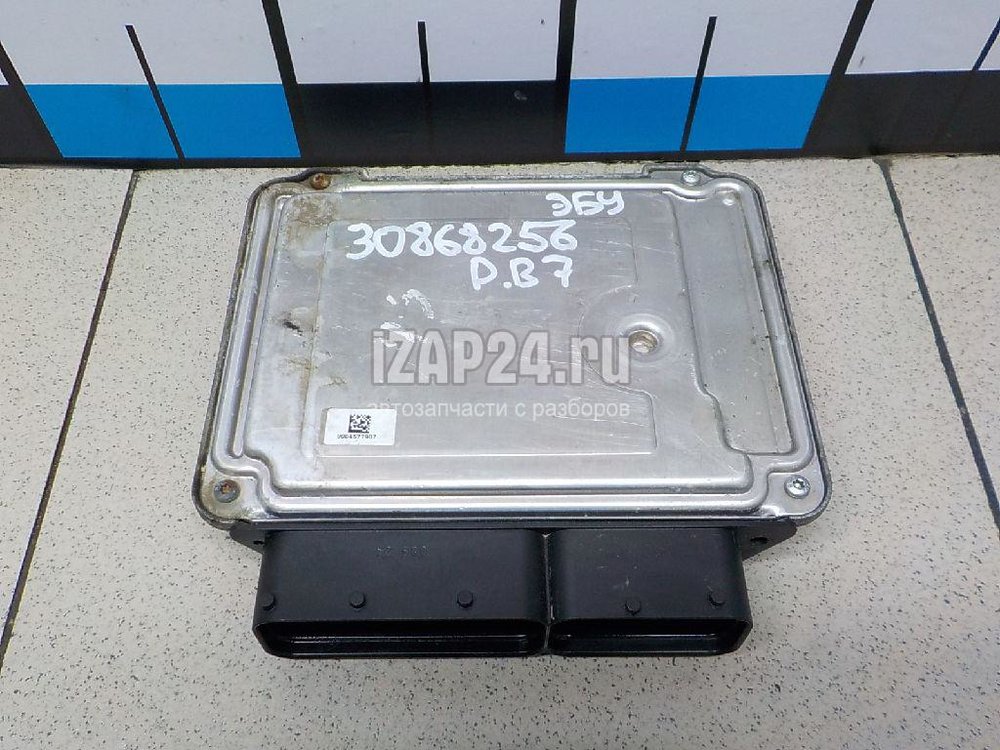 ЭБУ
30868256
P.B7
iZAP24.ru
автозапчасти с разборов